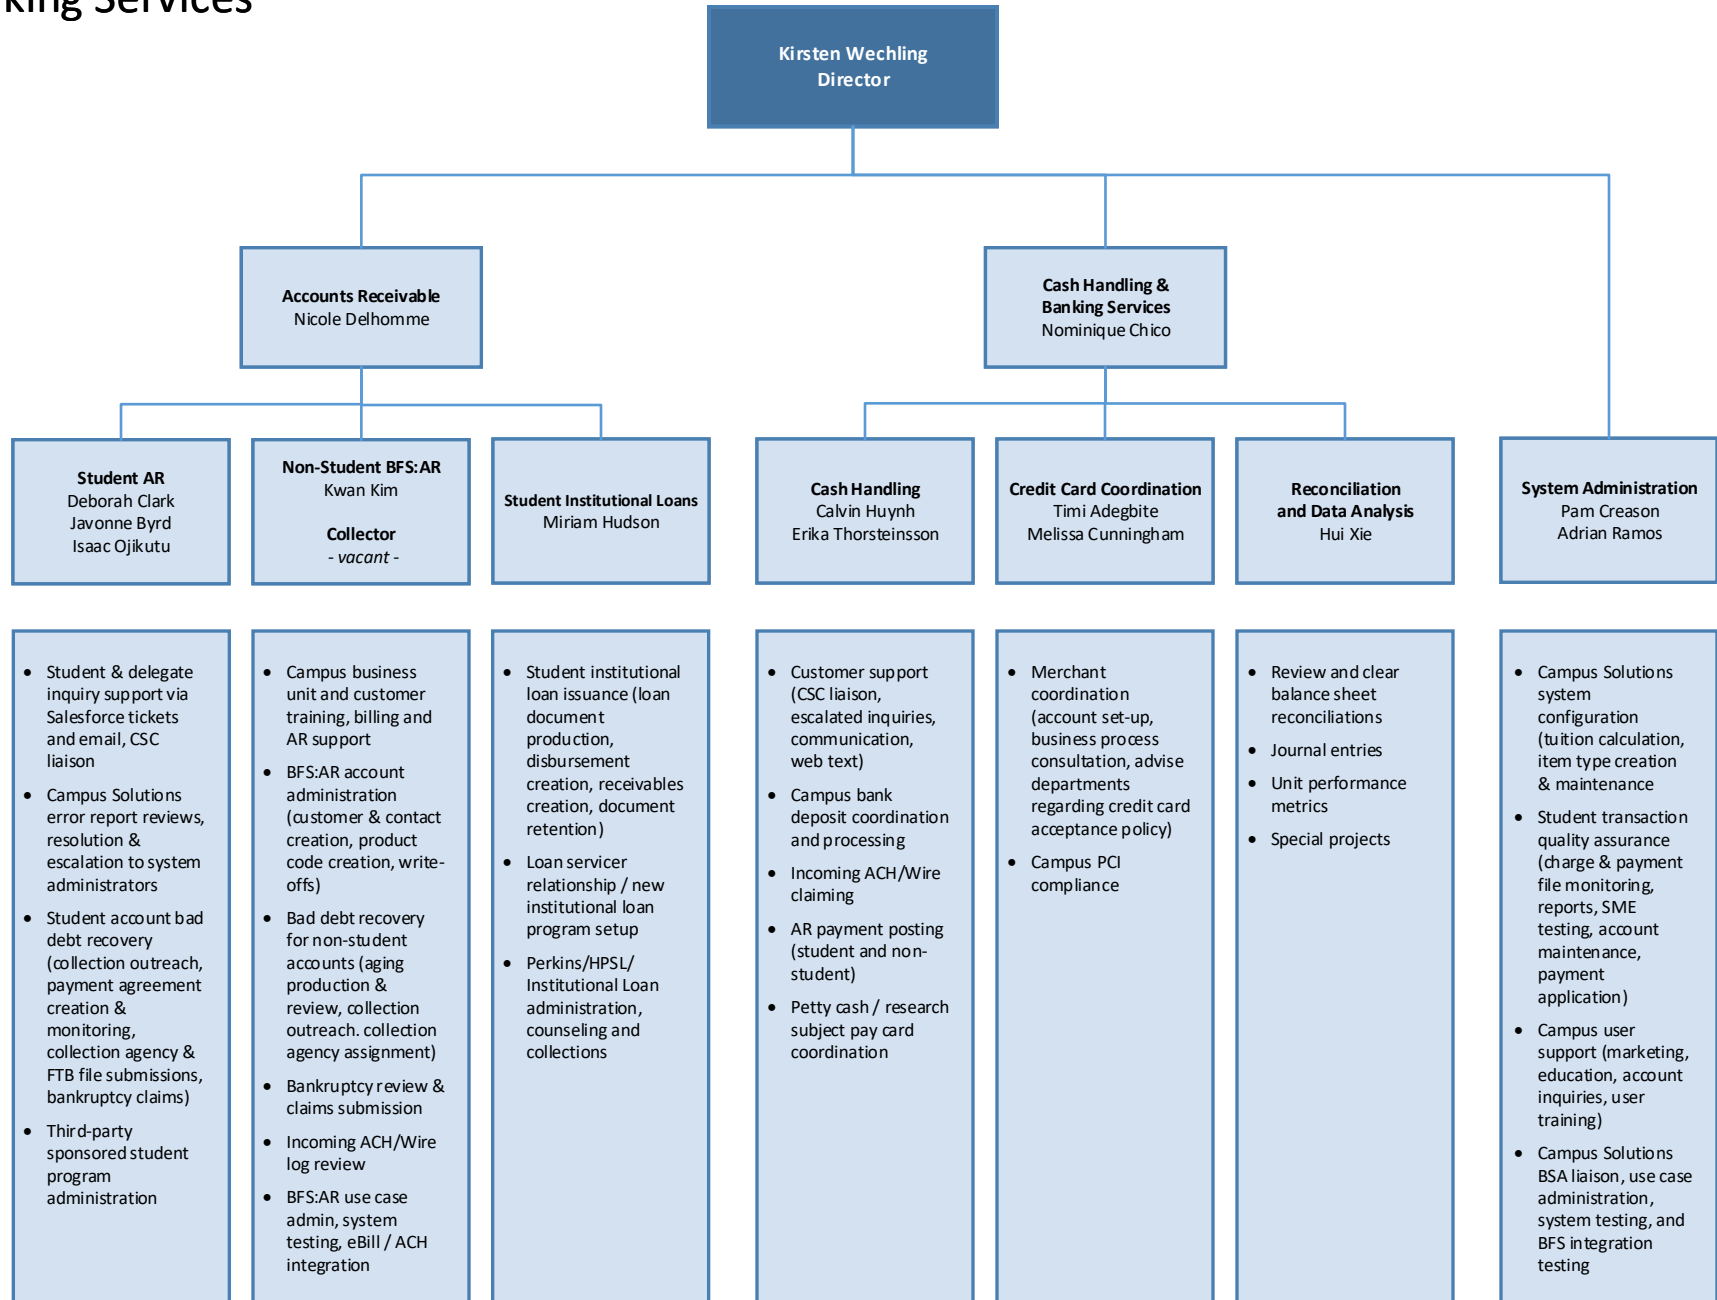 king Services
Kirsten Wechling
Director
Accounts Receivable
Nicole Delhomme
Cash Handling &
Banking Services
Nominique Chico
Student AR
Deborah Clark
Javonne Byrd
Isaac Ojikutu
Non-Student BFS:AR
Kwan Kim
Collector
- vacant -
Student Institutional Loans
Miriam Hudson
Cash Handling
Calvin Huynh
Erika Thorsteinsson
Credit Card Coordination
Timi Adegbite
Melissa Cunningham
Reconciliation
and Data Analysis
Hui Xie
System Administration
Pam Creason
Adrian Ramos
• Student & delegate
inquiry support via
Salesforce tickets
and email, CSC
liaison
• Campus Solutions
error report reviews,
resolution &
escalation to system
administrators
• Student account bad
debt recovery
(collection outreach,
payment agreement
creation &
monitoring,
collection agency &
FTB file submissions,
bankruptcy claims)
• Third-party
sponsored student
program
administration
• Campus business
unit and customer
training, billing and
AR support
• BFS:AR account
administration
(customer & contact
creation, product
code creation, write-
offs)
• Bad debt recovery
for non-student
accounts (aging
production &
review, collection
outreach. collection
agency assignment)
• Bankruptcy review &
claims submission
• Incoming ACH/Wire
log review
• BFS:AR use case
admin, system
testing, eBill / ACH
integration
• Student institutional
loan issuance (loan
document
production,
disbursement
creation, receivables
creation, document
retention)
• Loan servicer
relationship / new
institutional loan
program setup
• Perkins/HPSL/
Institutional Loan
administration,
counseling and
collections
• Customer support
(CSC liaison,
escalated inquiries,
communication,
web text)
• Campus bank
deposit coordination
and processing
• Incoming ACH/Wire
claiming
• AR payment posting
(student and non-
student)
• Petty cash / research
subject pay card
coordination
• Merchant
coordination
(account set-up,
business process
consultation, advise
departments
regarding credit card
acceptance policy)
• Campus PCI
compliance
• Review and clear
balance sheet
reconciliations
• Journal entries
• Unit performance
metrics
• Special projects
• Campus Solutions
system
configuration
(tuition calculation,
item type creation
& maintenance
• Student transaction
quality assurance
(charge & payment
file monitoring,
reports, SME
testing, account
maintenance,
payment
application)
• Campus user
support (marketing,
education, account
inquiries, user
training)
• Campus Solutions
BSA liaison, use case
administration,
system testing, and
BFS integration
testing